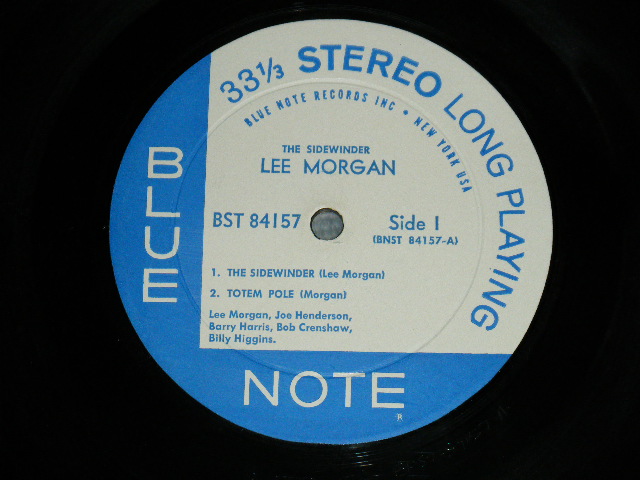 33⅓ STEREO LONG PLAYING
BLUE NOTE RECORDS INC • NEW YORK USA
THE SIDEWINDER
LEE MORGAN
BST 84157
Side 1
(BNST 84157-A)
1. THE SIDEWINDER (Lee Morgan)
2. TOTEM POLE (Morgan)
Lee Morgan, Joe Henderson,
Barry Harris, Bob Crenshaw,
Billy Higgins.
BLUE
NOTE
R